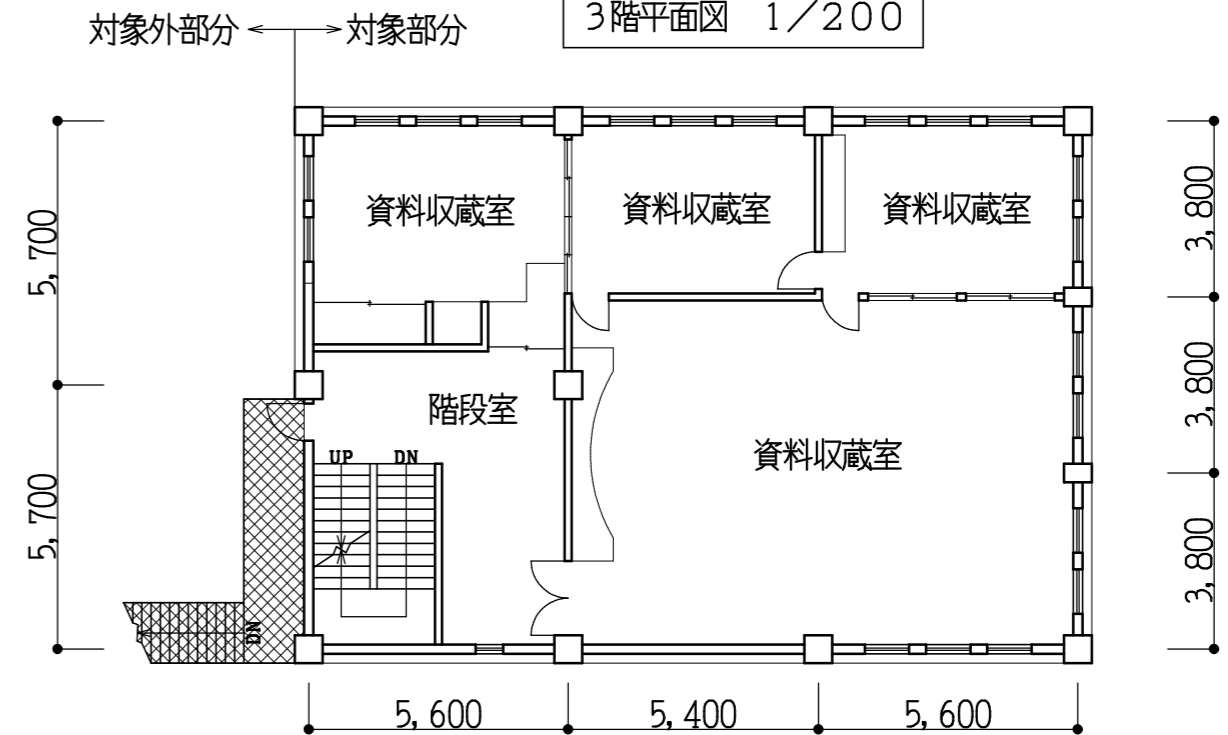 3階平面図 1/200
対象外部分 対象部分
資料収蔵室 資料収蔵室 資料収蔵室
5,700
3,800
3,800
階段室
資料収蔵室
UP DN
5,700
3,800
DN
5,600 5,400 5,600